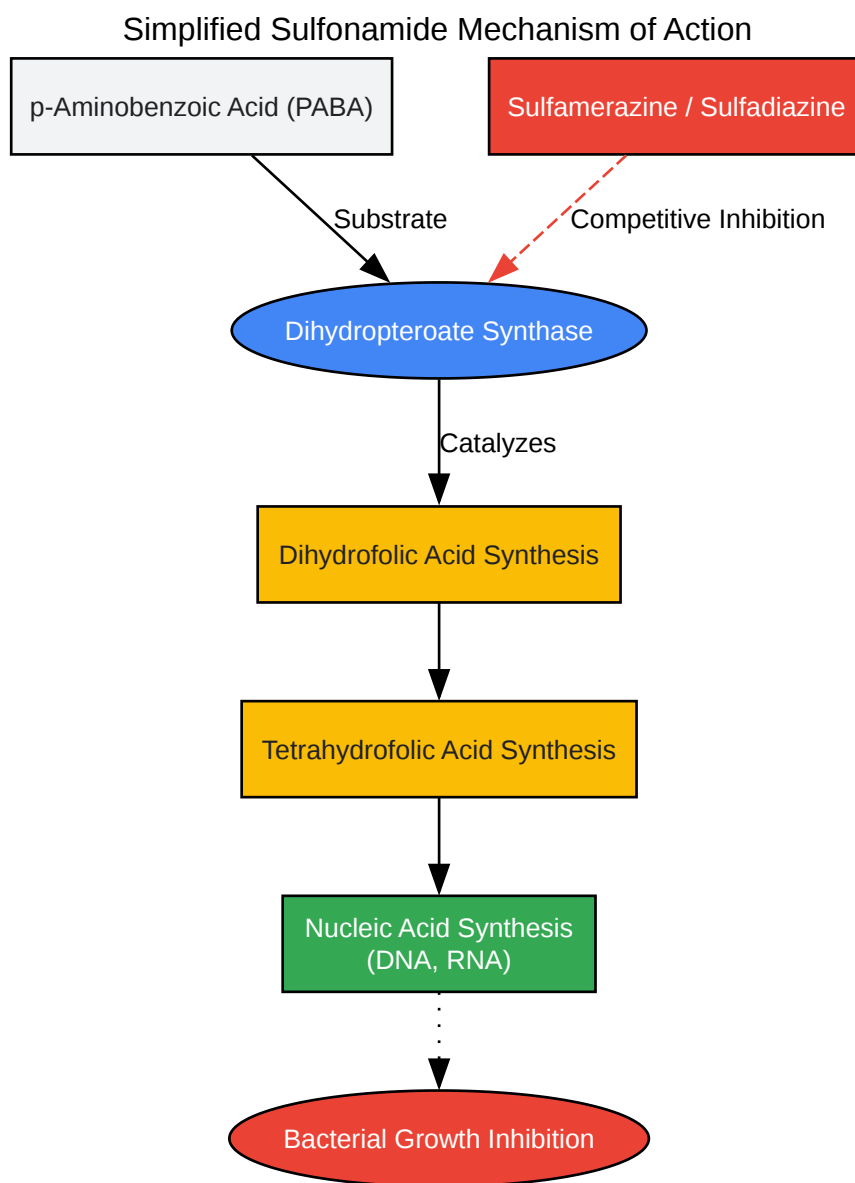 Simplified Sulfonamide Mechanism of Action
p-Aminobenzoic Acid (PABA)
Sulfamerazine / Sulfadiazine
Substrate
Competitive Inhibition
Dihydropteroate Synthase
Catalyzes
Dihydrofolic Acid Synthesis
Tetrahydrofolic Acid Synthesis
Nucleic Acid Synthesis
(DNA, RNA)
Bacterial Growth Inhibition